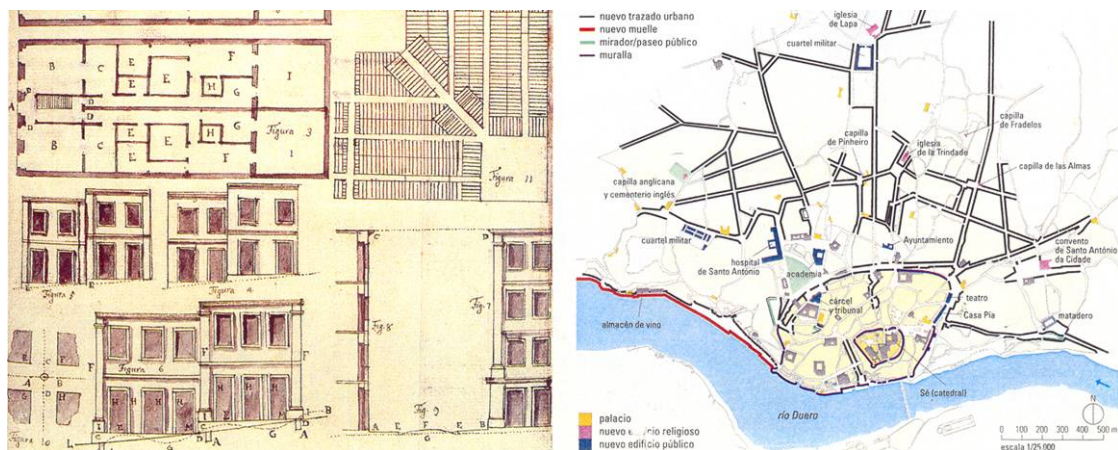 B
C
E
E
E
F
H
G
I
A
D
D
D
D
B
C
E
E
E
H
G
F
Figura 3
I
Figura 11
Figura 5
Figura 4
Fig. 8
Fig. 7
C
D
Figura 6
F
F
F
H
H
H
H
H
H
H
Fig. 9
A
E
F
E
B
G
A
B
C
F
G
D
H
L
C
G
A
B
nuevo trazado urbano
nuevo muelle
mirador/paseo público
muralla
iglesia
de Lapa
cuartel militar
capilla
de Fradelos
capilla
de Pinheiro
iglesia
de la Trindade
capilla de las Almas
capilla anglicana
y cementerio inglés
cuartel militar
hospital
de Santo António
academia
Ayuntamiento
convento
de Santo António
da Cidade
cárcel
y tribunal
teatro
Casa Pía
matadero
almacén de vino
Sé (catedral)
río Duero
palacio
nuevo edificio religioso
nuevo edificio público
N
0 100 200 300 400 500 m
escala 1/25 000